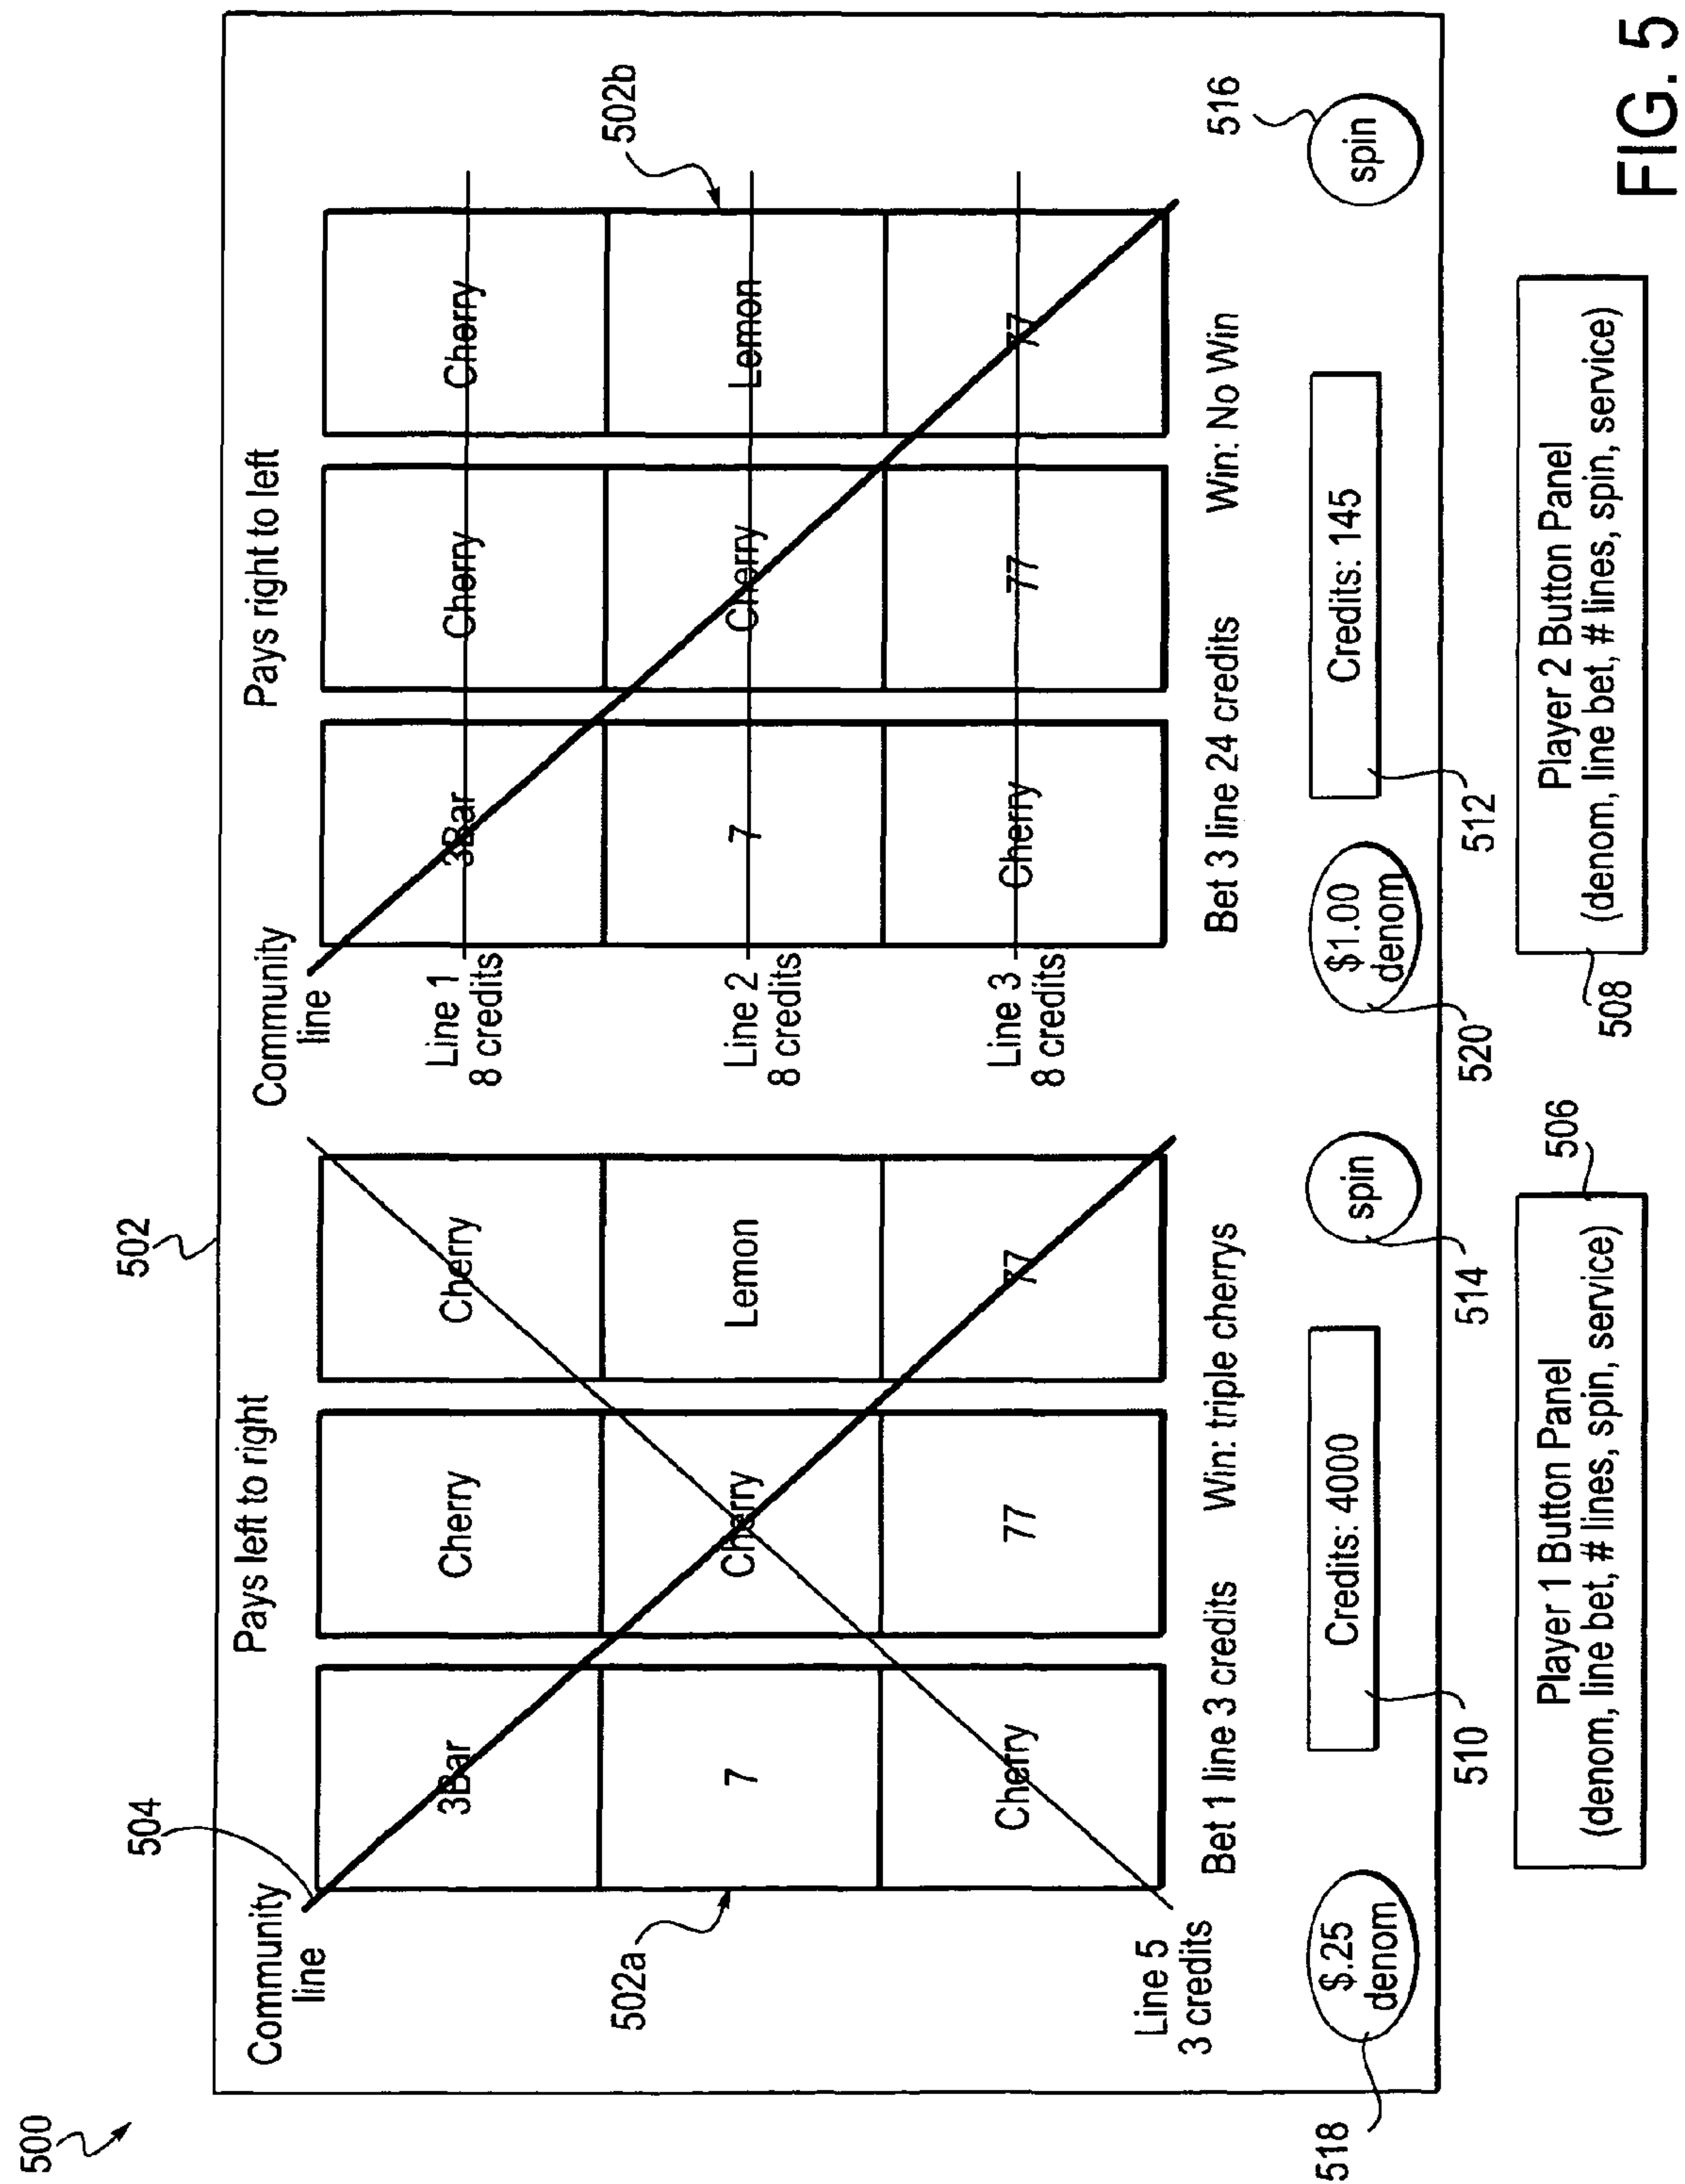 500
502
504
Community
line
Pays left to right
3Bar
Cherry
Cherry
7
Cherry
Lemon
Cherry
77
77
502a
Line 5
3 credits
Bet 1 line 3 credits
Win: triple cherrys
$.25
denom
518
Credits: 4000
510
spin
514
Player 1 Button Panel
(denom, line bet, # lines, spin, service)
506
Community
line
Pays right to left
502b
Line 1
8 credits
3Bar
Cherry
Cherry
Line 2
8 credits
7
Cherry
Lemon
Line 3
8 credits
Cherry
77
77
Bet 3 line 24 credits
Win: No Win
$1.00
denom
520
Credits: 145
512
spin
516
Player 2 Button Panel
(denom, line bet, # lines, spin, service)
508
FIG. 5